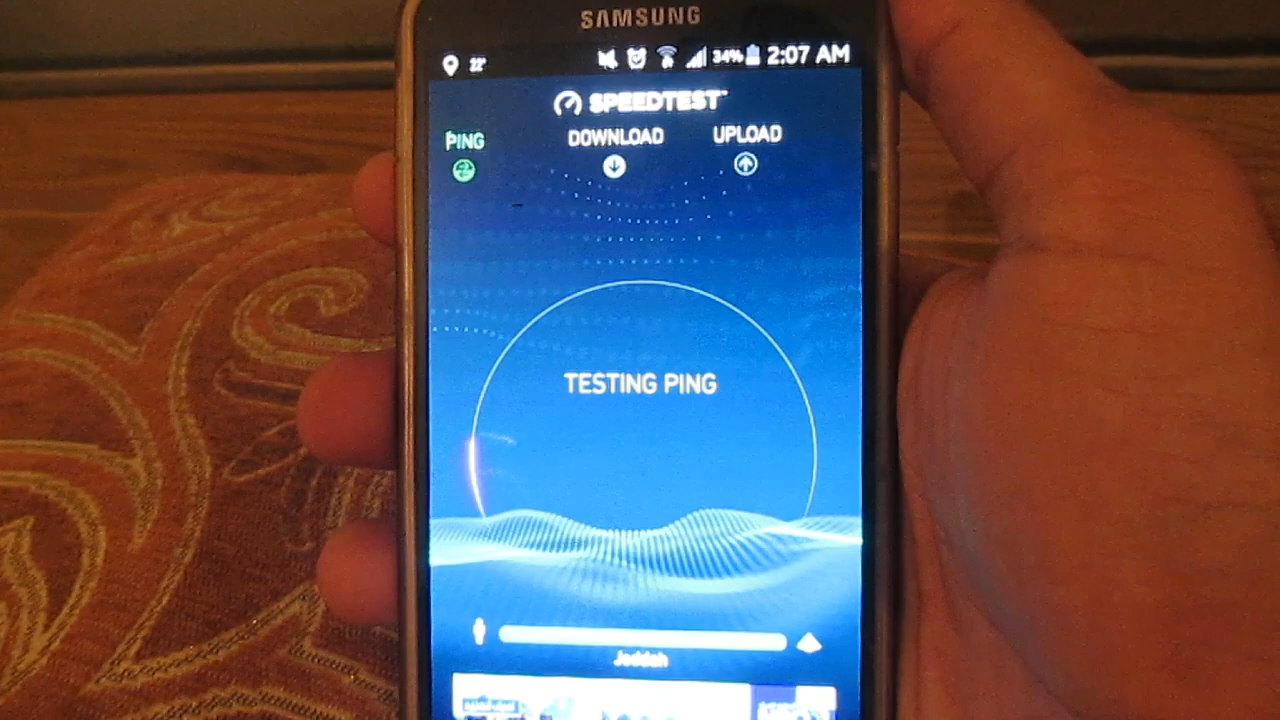 SAMSUNG
22° 34% 2:07 AM
SPEEDTEST
PING DOWNLOAD UPLOAD
TESTING PING
Jeddah